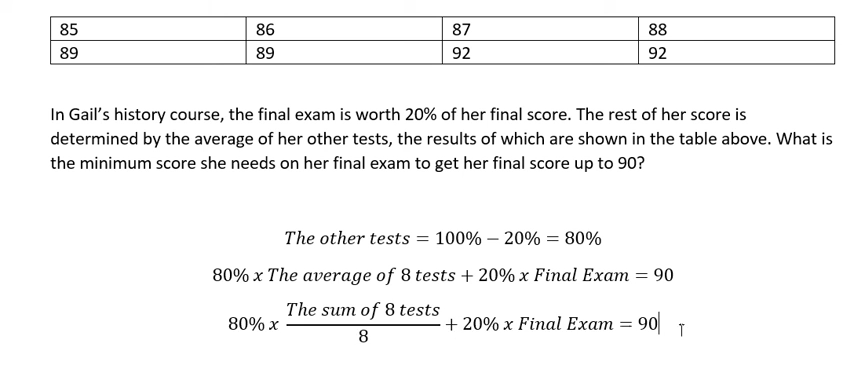 85 86 87 88
89 89 92 92
In Gail's history course, the final exam is worth 20% of her final score. The rest of her score is
determined by the average of her other tests, the results of which are shown in the table above. What is
the minimum score she needs on her final exam to get her final score up to 90?
The other tests = 100% − 20% = 80%
80% x The average of 8 tests + 20% x Final Exam = 90
80% x The sum of 8 tests / 8 + 20% x Final Exam = 90